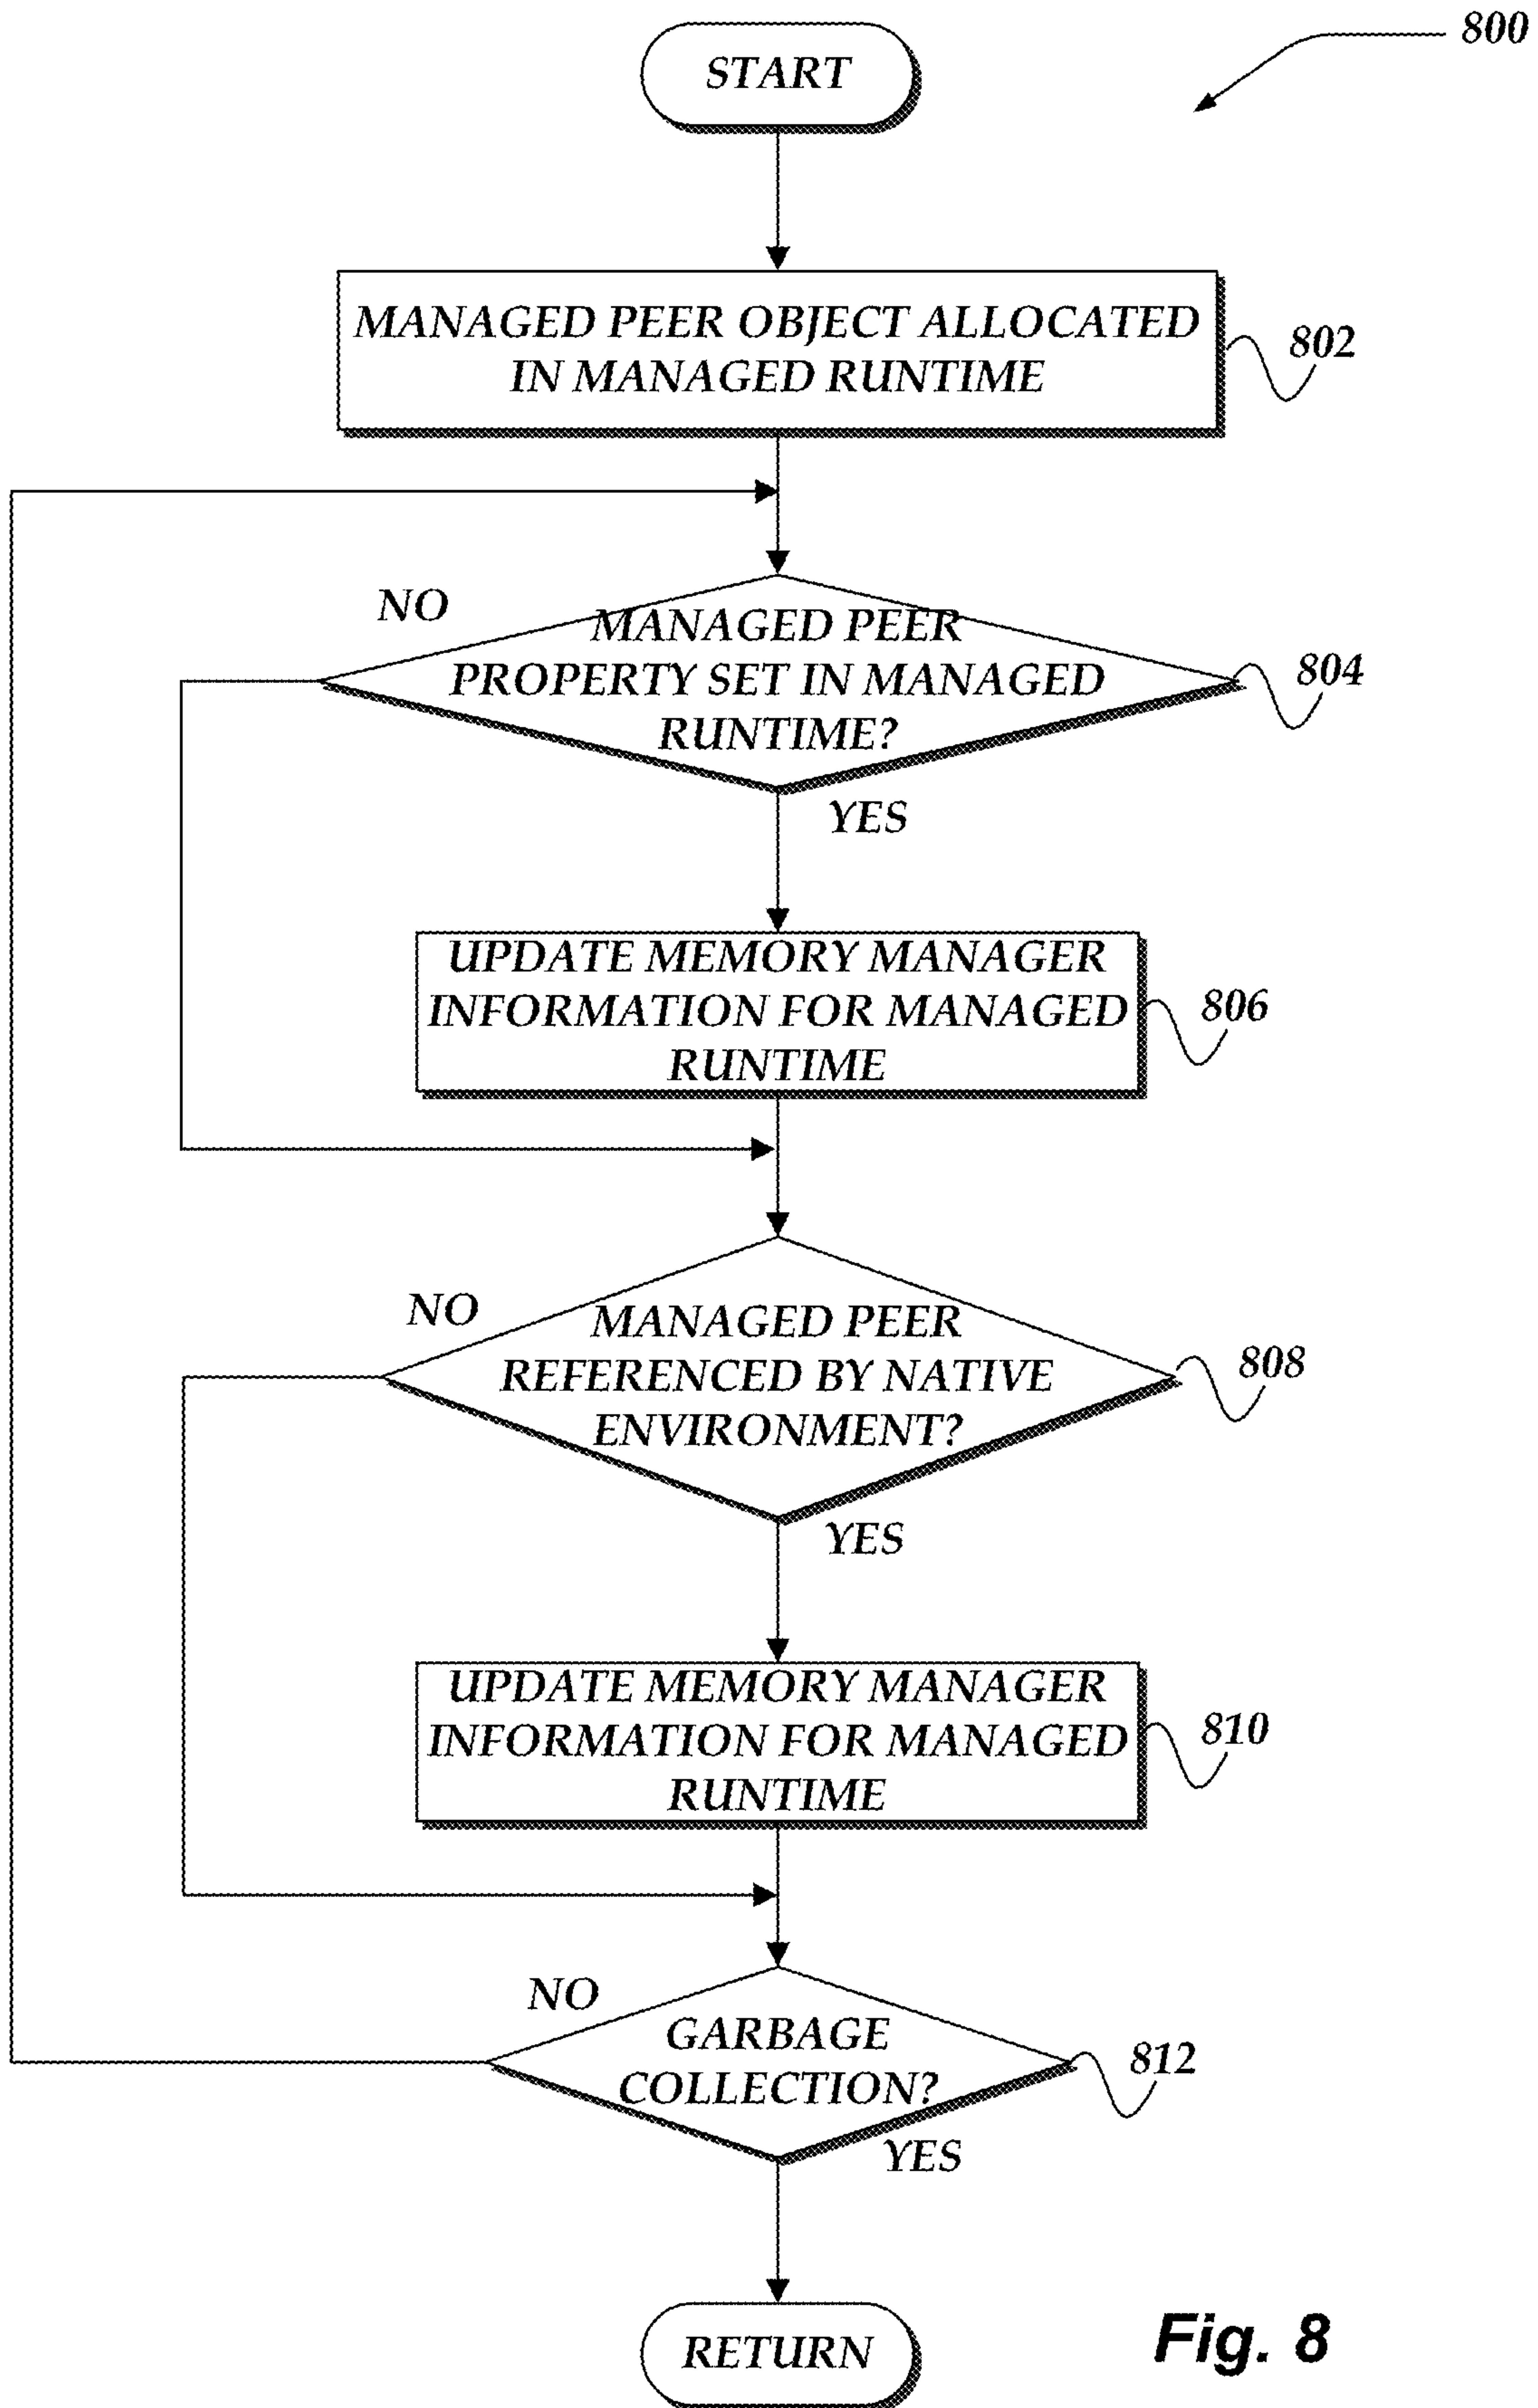 800
START
MANAGED PEER OBJECT ALLOCATED
IN MANAGED RUNTIME
802
NO
MANAGED PEER
PROPERTY SET IN MANAGED
RUNTIME?
804
YES
UPDATE MEMORY MANAGER
INFORMATION FOR MANAGED
RUNTIME
806
NO
MANAGED PEER
REFERENCED BY NATIVE
ENVIRONMENT?
808
YES
UPDATE MEMORY MANAGER
INFORMATION FOR MANAGED
RUNTIME
810
NO
GARBAGE
COLLECTION?
812
YES
RETURN
Fig. 8